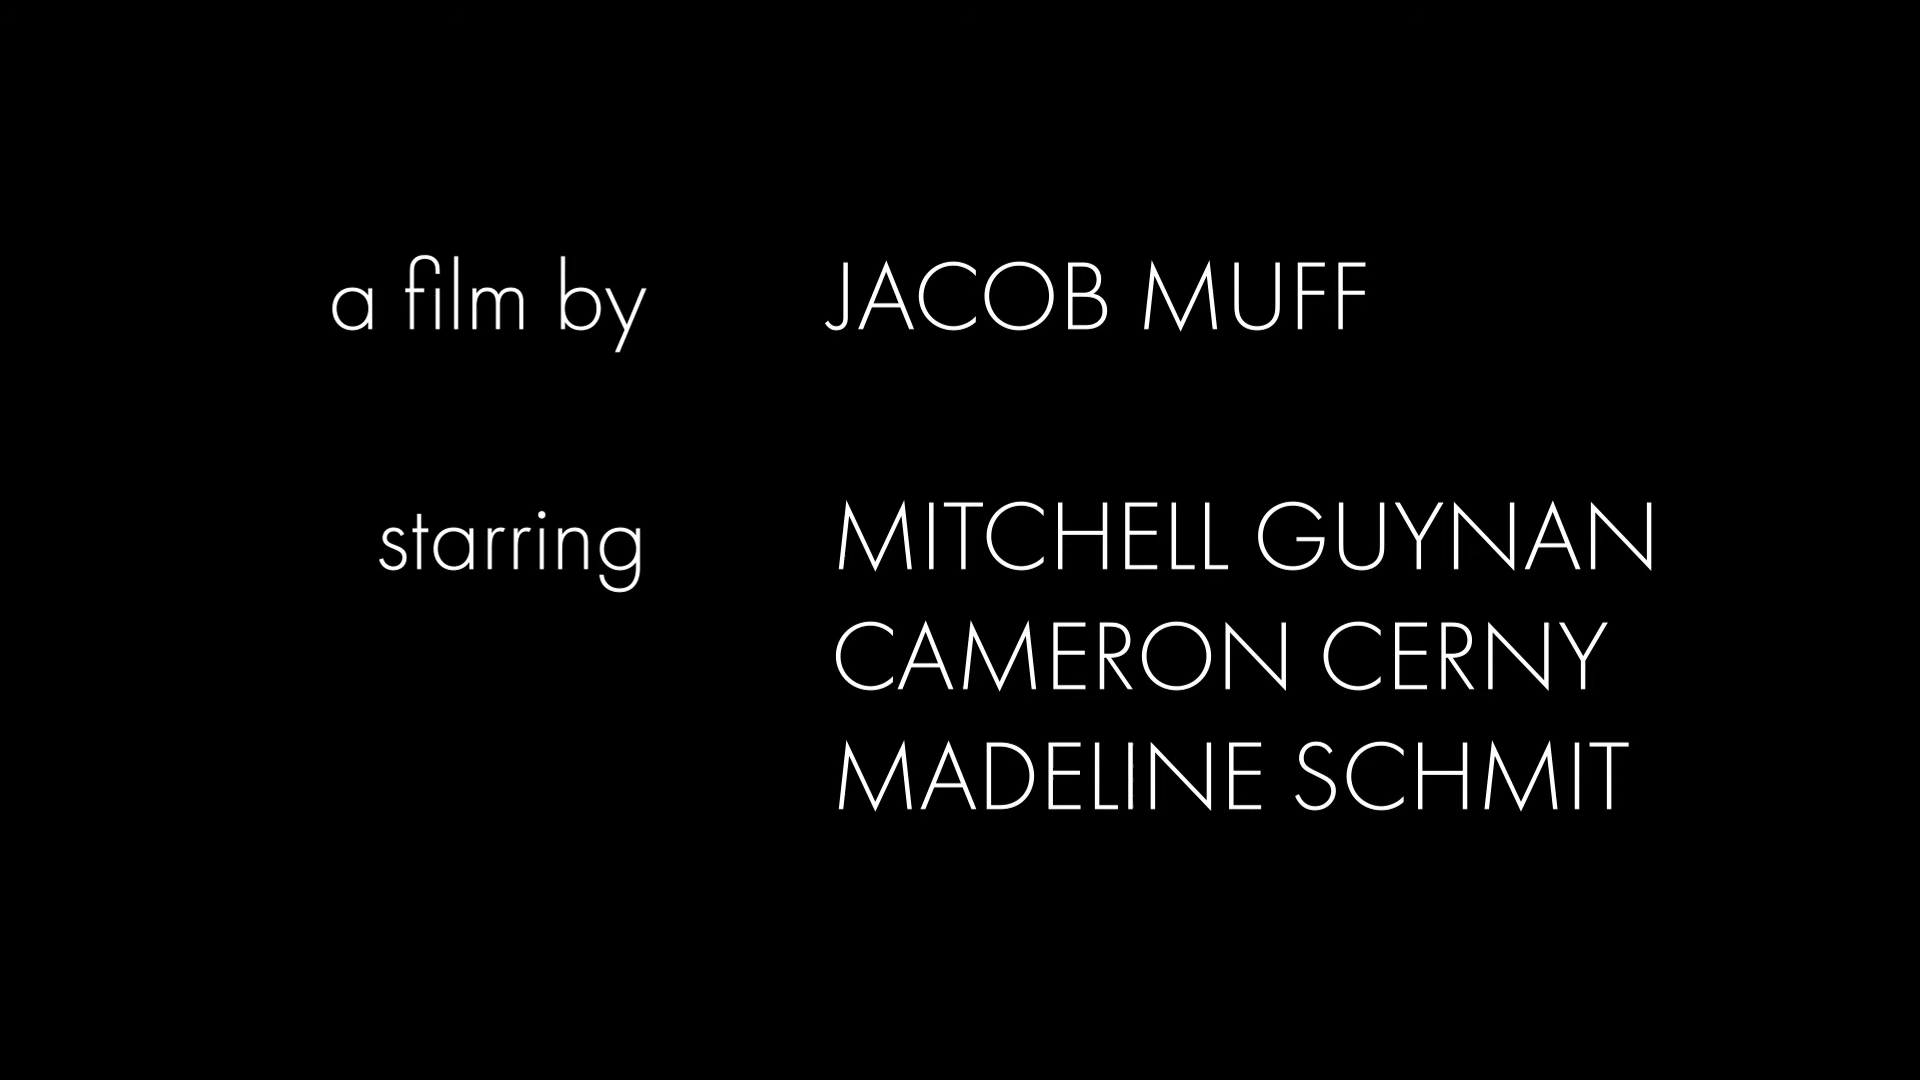 a film by JACOB MUFF
starring MITCHELL GUYNAN
CAMERON CERNY
MADELINE SCHMIT